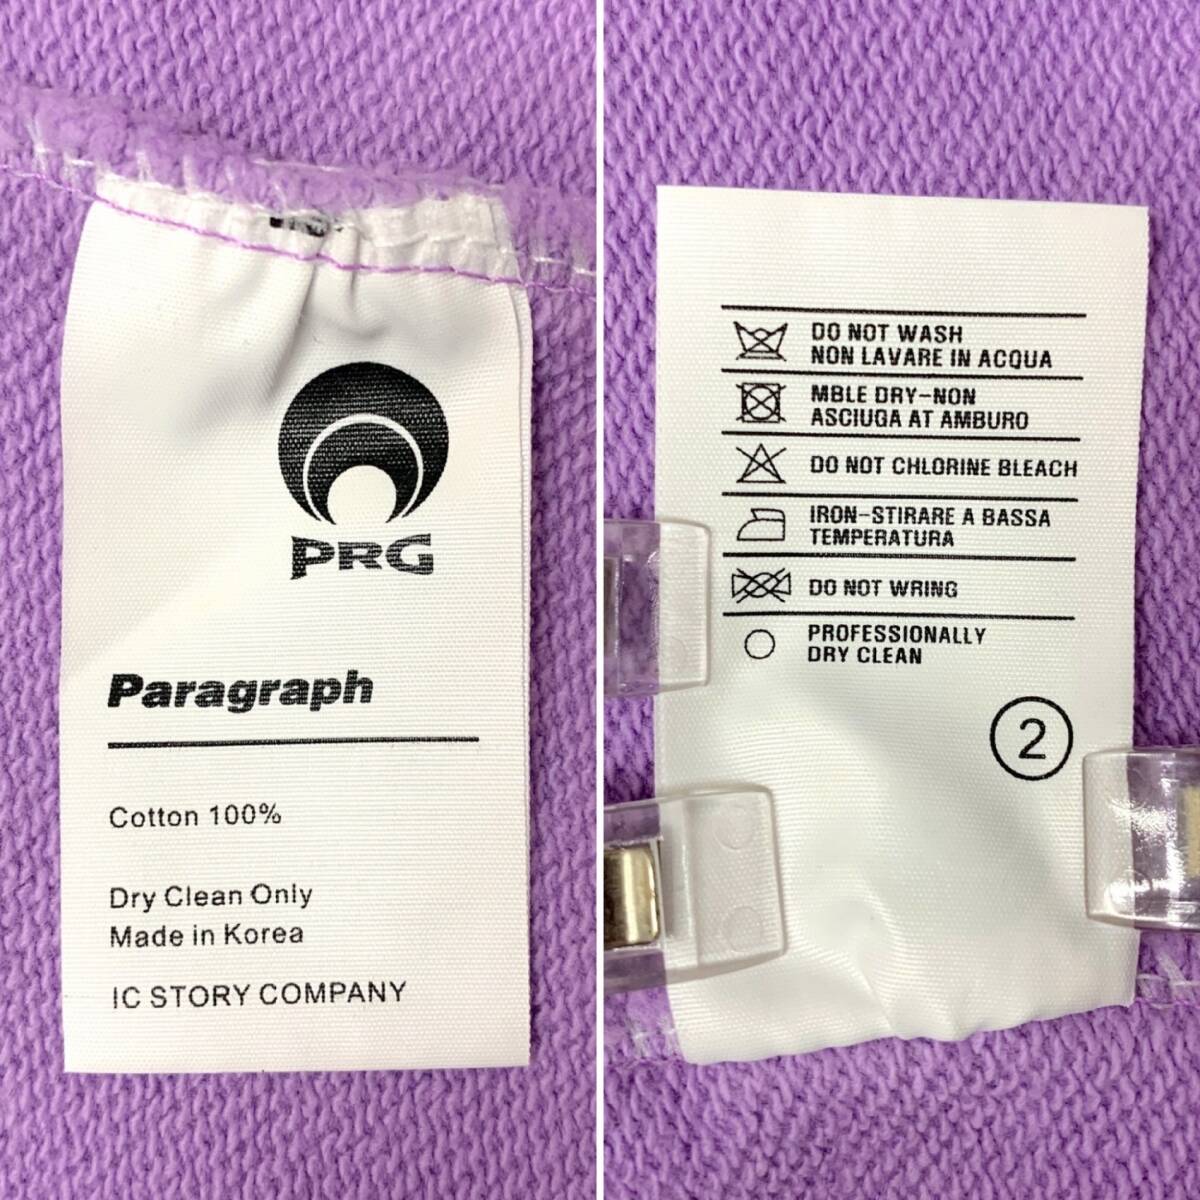 PRG
Paragraph
Cotton 100%
Dry Clean Only
Made in Korea
IC STORY COMPANY
DO NOT WASH
NON LAVARE IN ACQUA
MBLE DRY-NON
ASCIUGA AT AMBURO
DO NOT CHLORINE BLEACH
IRON-STIRARE A BASSA
TEMPERATURA
DO NOT WRING
PROFESSIONALLY
DRY CLEAN
2